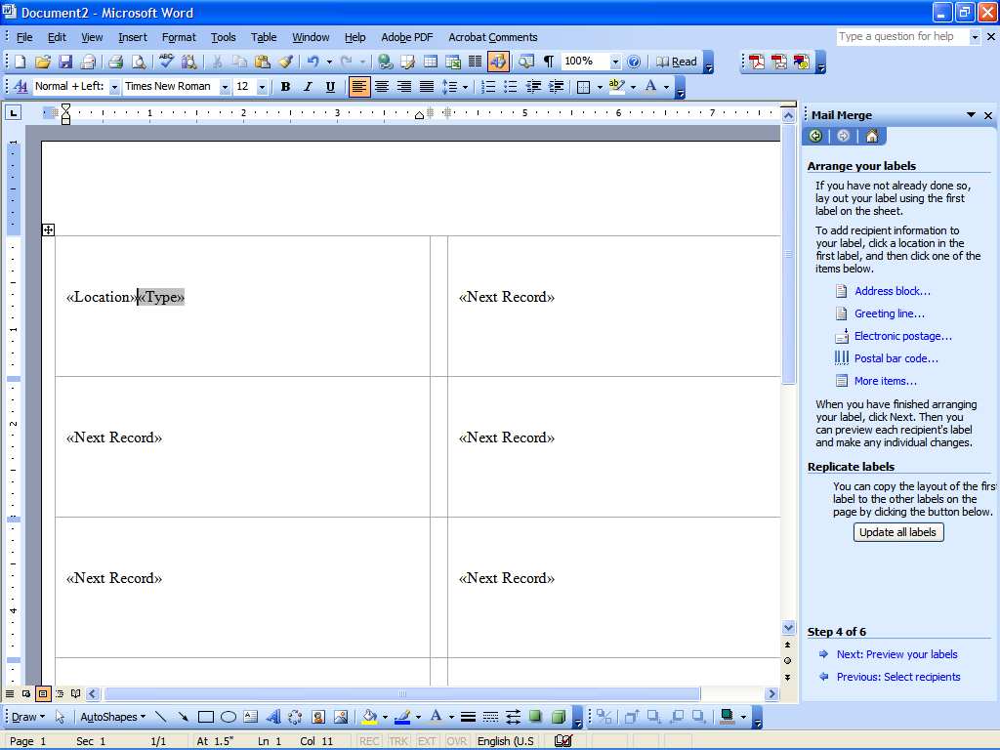 Document2 - Microsoft Word
File Edit View Insert Format Tools Table Window Help Adobe PDF Acrobat Comments
Type a question for help
100% Read
Normal + Left: Times New Roman 12 B I U
1 2 3 5 6 7
Mail Merge
Arrange your labels
If you have not already done so,
lay out your label using the first
label on the sheet.
To add recipient information to
your label, click a location in the
first label, and then click one of the
items below.
Address block...
Greeting line...
Electronic postage...
Postal bar code...
More items...
When you have finished arranging
your label, click Next. Then you
can preview each recipient's label
and make any individual changes.
Replicate labels
You can copy the layout of the first
label to the other labels on the
page by clicking the button below.
Update all labels
Step 4 of 6
Next: Preview your labels
Previous: Select recipients
«Location»«Type» «Next Record»
«Next Record» «Next Record»
«Next Record» «Next Record»
Draw AutoShapes
Page 1 Sec 1 1/1 At 1.5" Ln 1 Col 11 REC TRK EXT OVR English (U.S